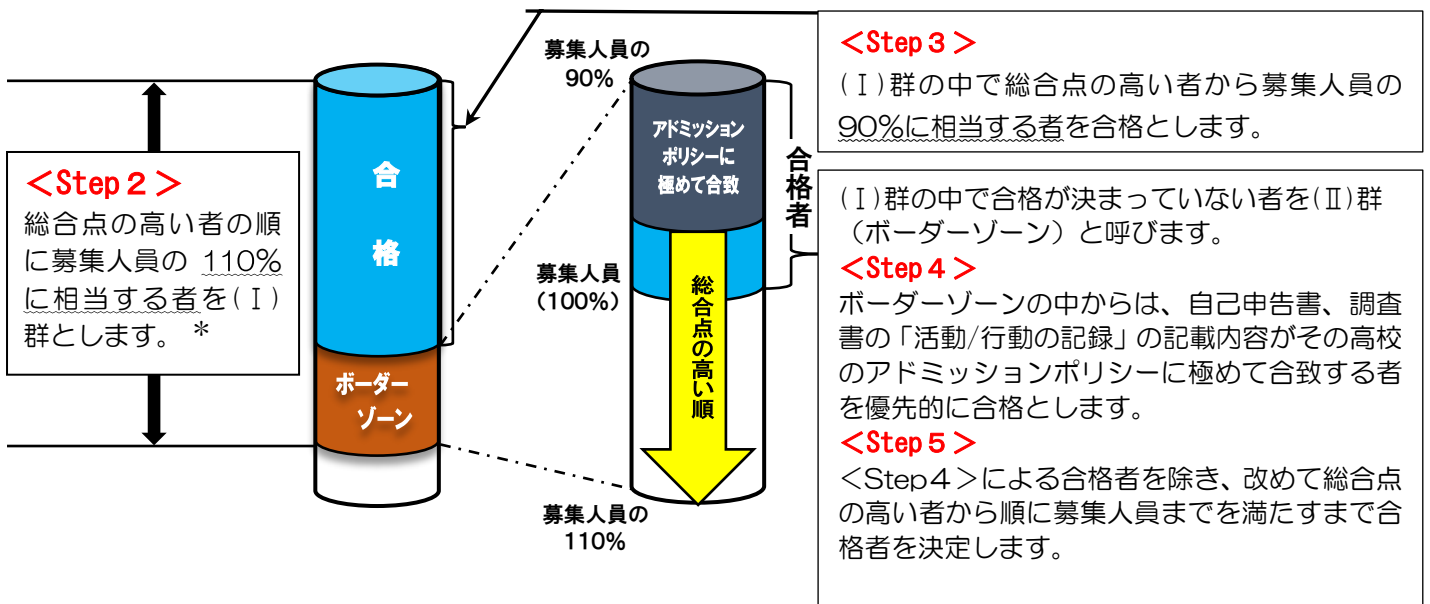 <Step2>
総合点の高い者の順
に募集人員の 110%
に相当する者を(Ⅰ)
群とします。 *
合
格
ボーダー
ゾーン
募集人員の
90%
募集人員
(100%)
募集人員の
110%
アドミッション
ポリシーに
極めて合致
総合点の高い順
合格者
<Step3>
(Ⅰ)群の中で総合点の高い者から募集人員の
90%に相当する者を合格とします。
(Ⅰ)群の中で合格が決まっていない者を(Ⅱ)群
(ボーダーゾーン)と呼びます。
<Step4>
ボーダーゾーンの中からは、自己申告書、調査
書の「活動/行動の記録」の記載内容がその高校
のアドミッションポリシーに極めて合致する者
を優先的に合格とします。
<Step5>
<Step4>による合格者を除き、改めて総合点
の高い者から順に募集人員までを満たすまで合
格者を決定します。